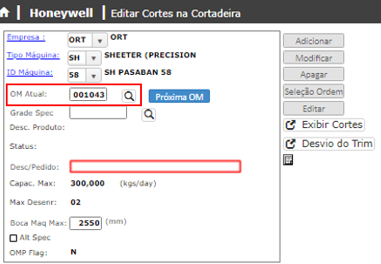 Honeywell Editar Cortes na Cortadeira
Empresa : ORT ORT
Tipo Máquina: SH SHEETER (PRECISION
ID Máquina: 58 SH PASABAN 58
OM Atual: 001043 Próxima OM
Grade Spec
Desc. Produto:
Status:
Desc/Pedido:
Capac. Max: 300,000 (kgs/day)
Max Desenr: 02
Boca Maq Max: 2550 (mm)
Alt Spec
OMP Flag: N
Adicionar
Modificar
Apagar
Seleção Ordem
Editar
Exibir Cortes
Desvio do Trim